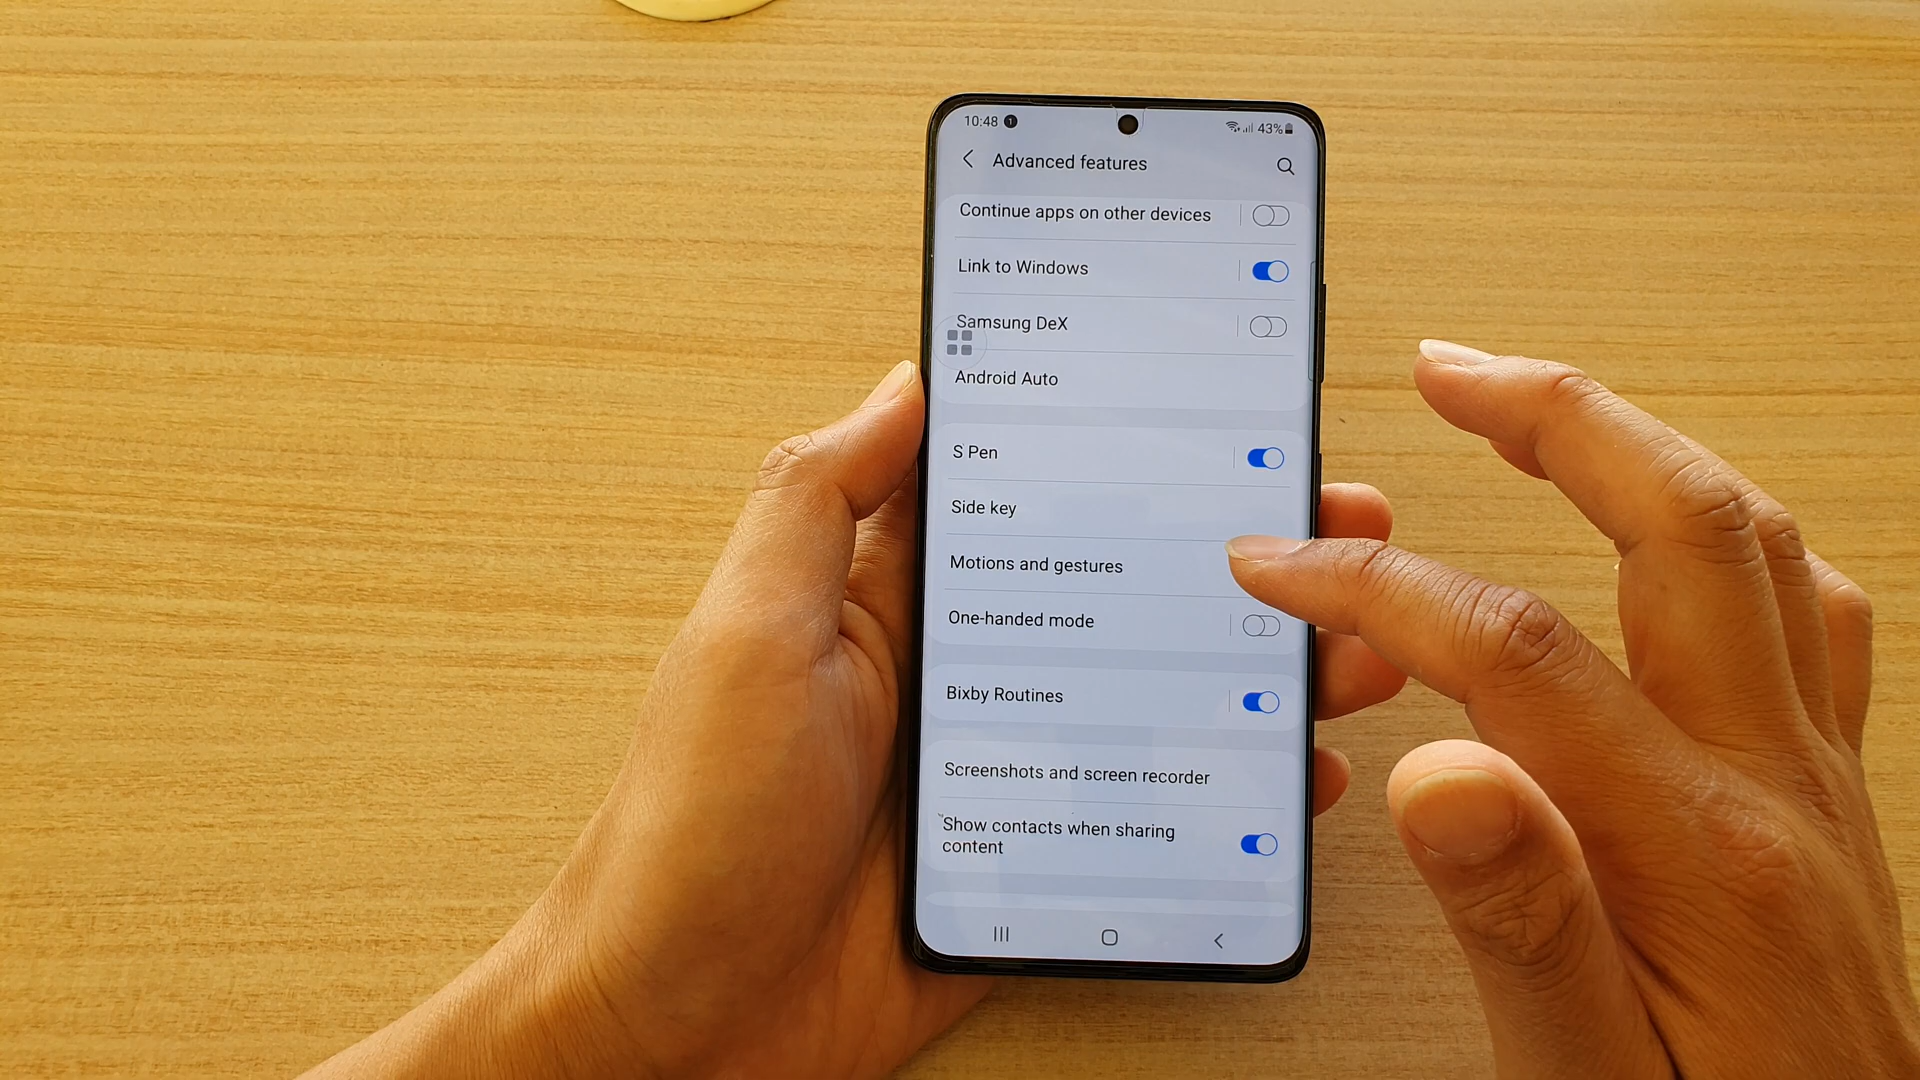 10:48 1 43%
Advanced features
Continue apps on other devices
Link to Windows
Samsung DeX
Android Auto
S Pen
Side key
Motions and gestures
One-handed mode
Bixby Routines
Screenshots and screen recorder
Show contacts when sharing
content